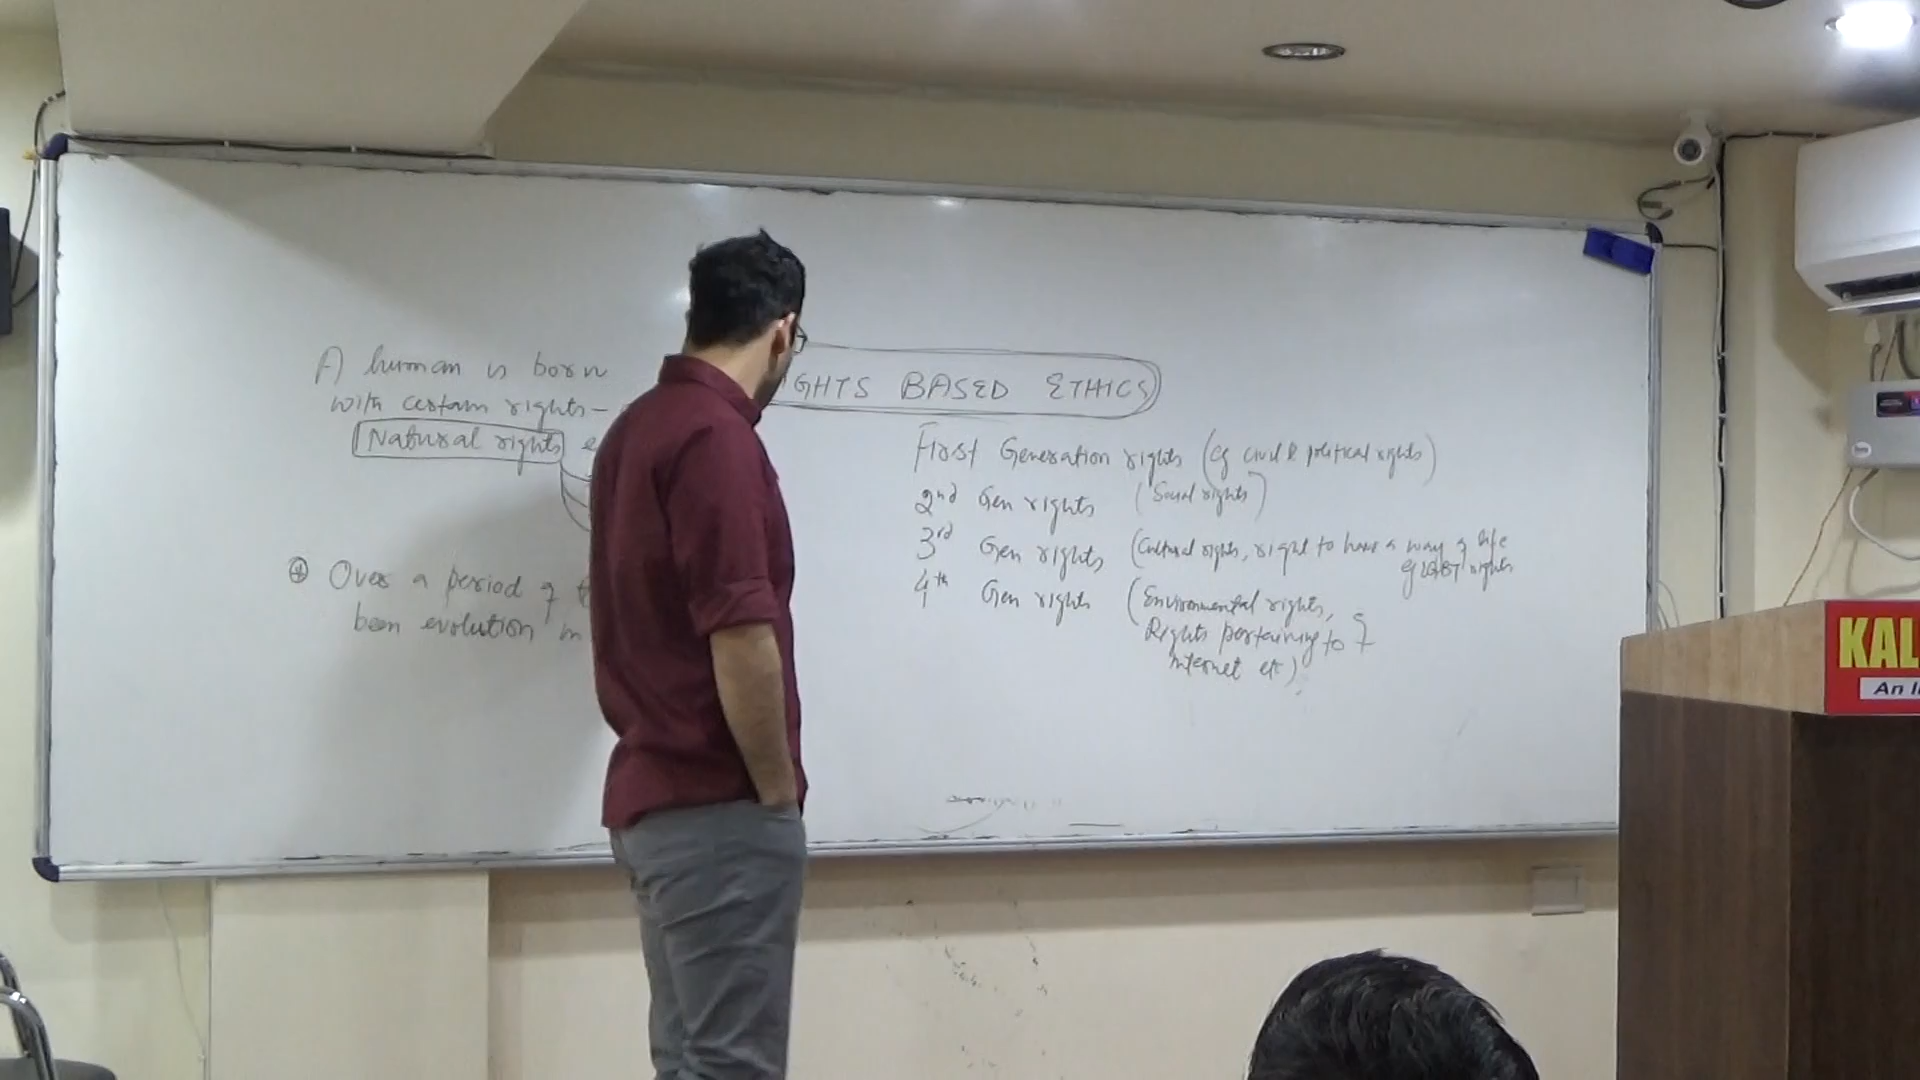 GHTS BASED ETHICS
A human is born
with certain rights -
Natural rights
Over a period of
been evolution in
First Generation rights (eg civil & political rights)
2nd Gen rights (Social rights)
3rd Gen rights (Cultural rights, right to have a way of life
eg LGBT rights
4th Gen rights (Environmental rights,
Rights pertaining to
internet etc)
KAL
An I